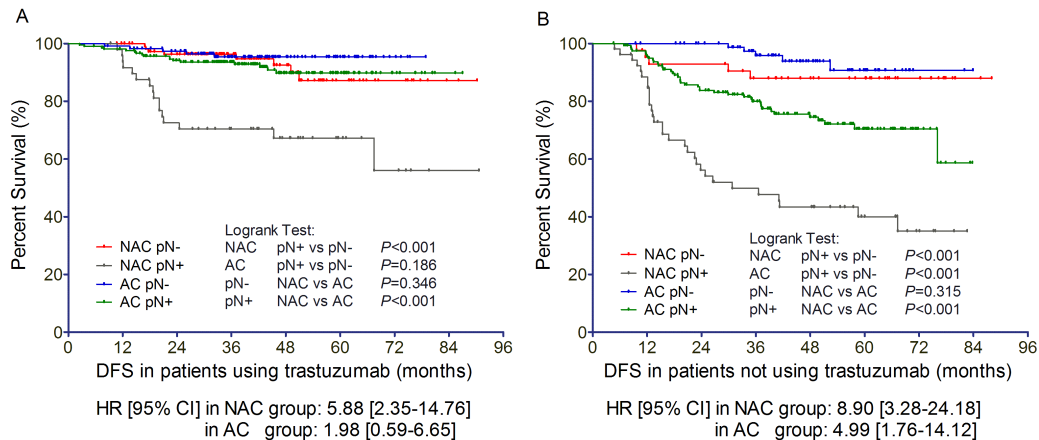 A
Percent Survival (%)
100
80
60
40
20
0
NAC pN-
NAC pN+
AC pN-
AC pN+
Logrank Test:
NAC pN+ vs pN- P<0.001
AC pN+ vs pN- P=0.186
pN- NAC vs AC P=0.346
pN+ NAC vs AC P<0.001
0 12 24 36 48 60 72 84 96
DFS in patients using trastuzumab (months)
HR [95% CI] in NAC group: 5.88 [2.35-14.76]
in AC group: 1.98 [0.59-6.65]
B
Percent Survival (%)
100
80
60
40
20
0
NAC pN-
NAC pN+
AC pN-
AC pN+
Logrank Test:
NAC pN+ vs pN- P<0.001
AC pN+ vs pN- P<0.001
pN- NAC vs AC P=0.315
pN+ NAC vs AC P<0.001
0 12 24 36 48 60 72 84 96
DFS in patients not using trastuzumab (months)
HR [95% CI] in NAC group: 8.90 [3.28-24.18]
in AC group: 4.99 [1.76-14.12]